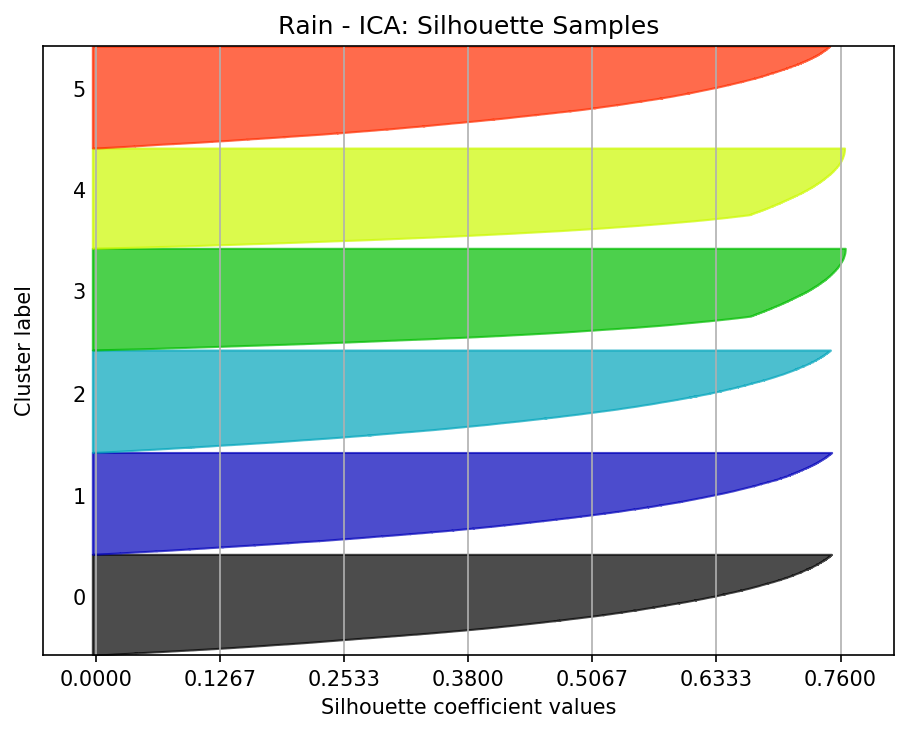 Rain - ICA: Silhouette Samples
Cluster label
5
4
3
2
1
0
0.0000 0.1267 0.2533 0.3800 0.5067 0.6333 0.7600
Silhouette coefficient values